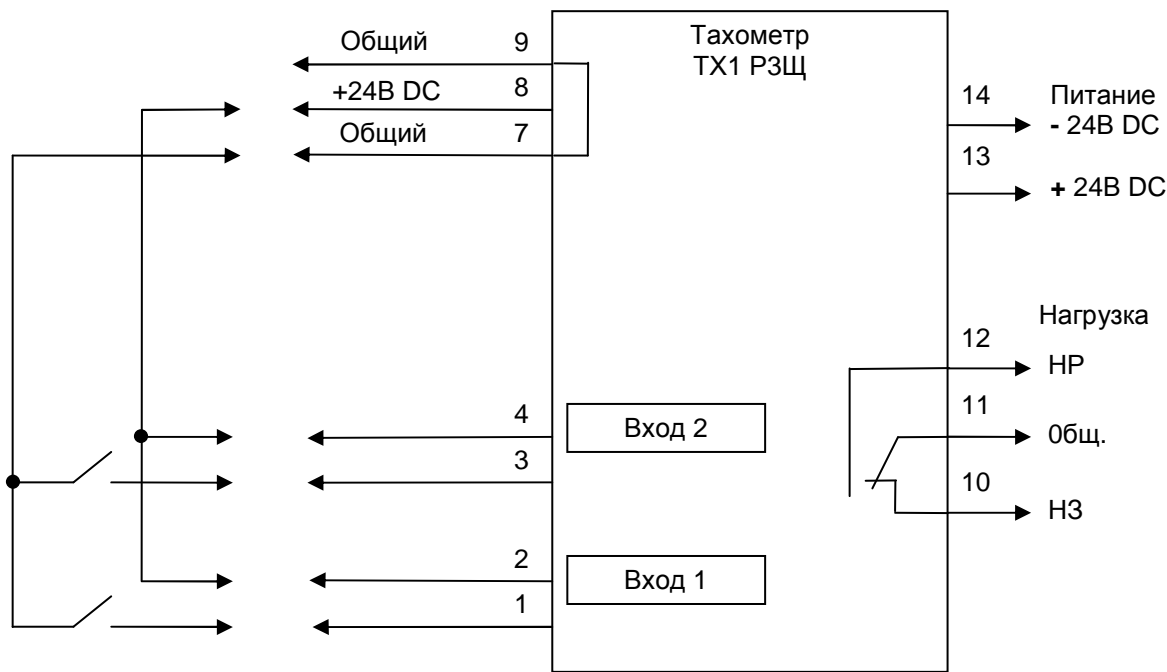 Тахометр
ТХ1 РЗЩ
Общий 9
+24В DC 8
Общий 7
14 Питание
- 24В DC
13
+ 24В DC
Нагрузка
12
НР
11
0бщ.
10
НЗ
4
Вход 2
3
2
Вход 1
1